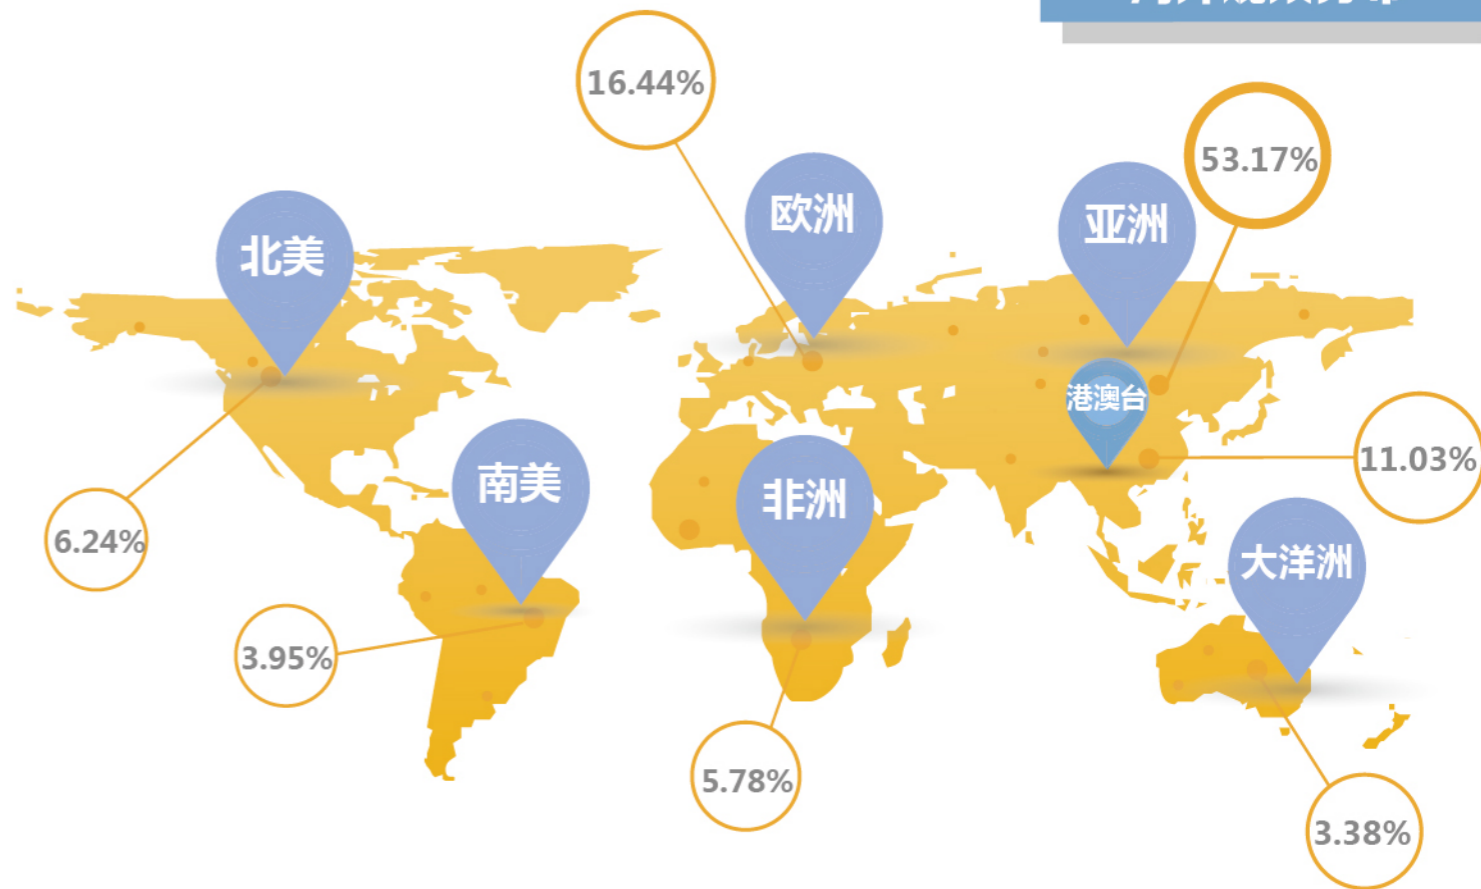 16.44%
53.17%
欧洲
亚洲
北美
港澳台
11.03%
南美
非洲
6.24%
大洋洲
3.95%
5.78%
3.38%